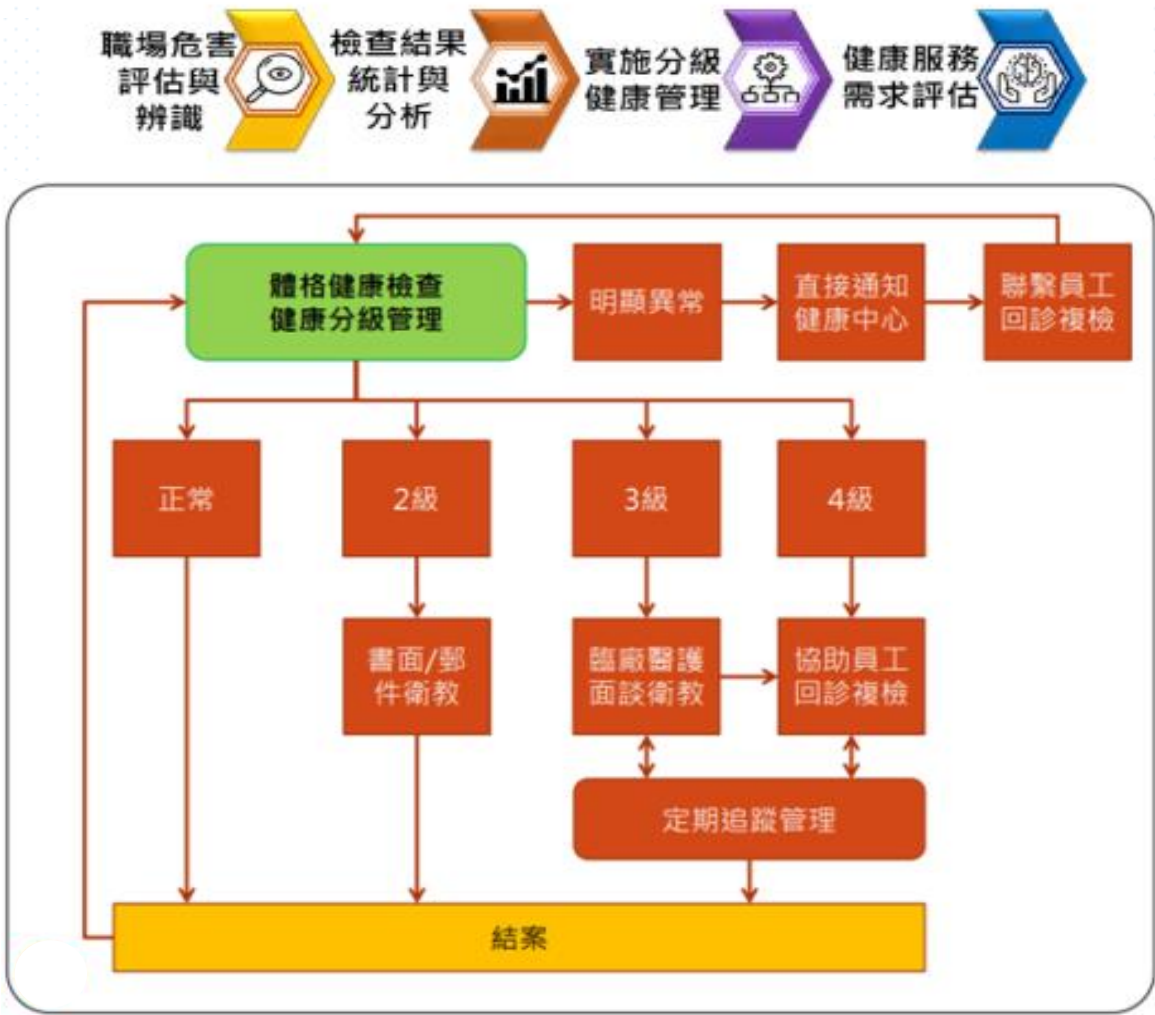 職場危害
評估與
辨識
檢查結果
統計與
分析
實施分級
健康管理
健康服務
需求評估
體格健康檢查
健康分級管理
明顯異常
直接通知
健康中心
聯繫員工
回診複檢
正常
2級
3級
4級
書面/郵
件衛教
臨廠醫護
面談衛教
協助員工
回診複檢
定期追蹤管理
結案